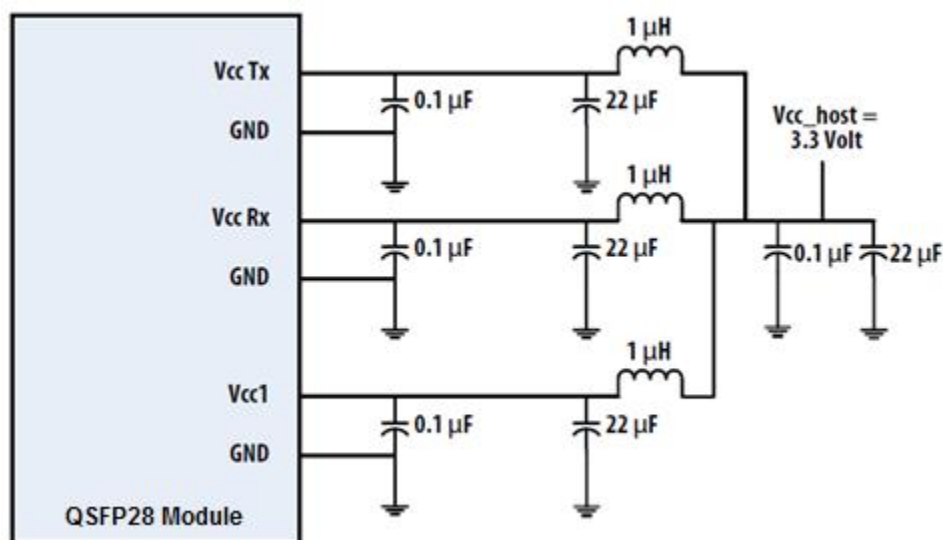 1 µH
Vcc Tx
0.1 µF
22 µF
GND
Vcc_host =
3.3 Volt
1 µH
Vcc Rx
0.1 µF
22 µF
0.1 µF
22 µF
GND
1 µH
Vcc1
0.1 µF
22 µF
GND
QSFP28 Module